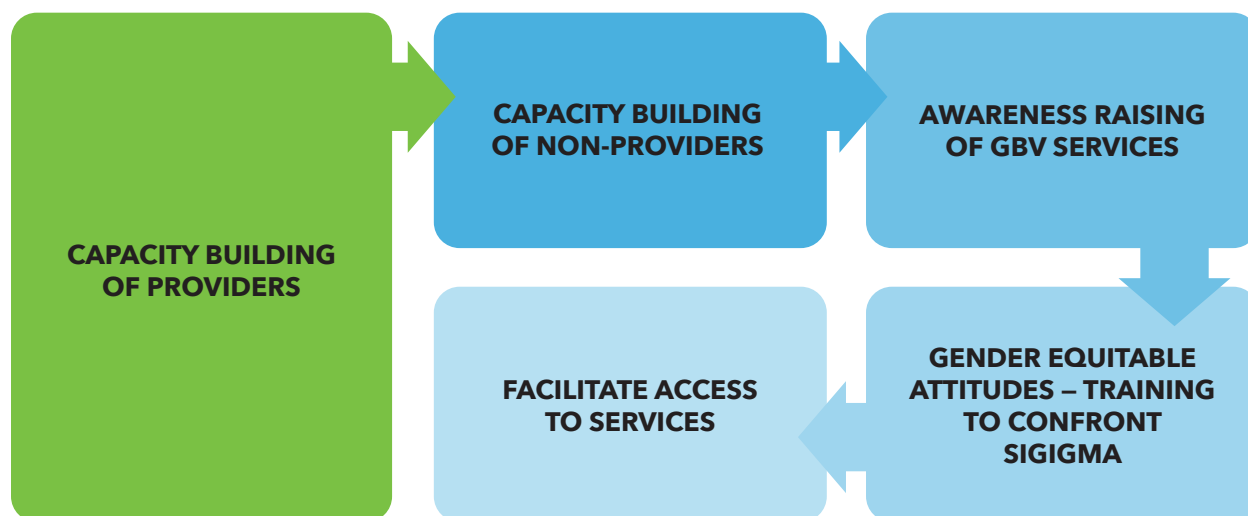 CAPACITY BUILDING
OF PROVIDERS
CAPACITY BUILDING
OF NON-PROVIDERS
AWARENESS RAISING
OF GBV SERVICES
GENDER EQUITABLE
ATTITUDES – TRAINING
TO CONFRONT
SIGIGMA
FACILITATE ACCESS
TO SERVICES